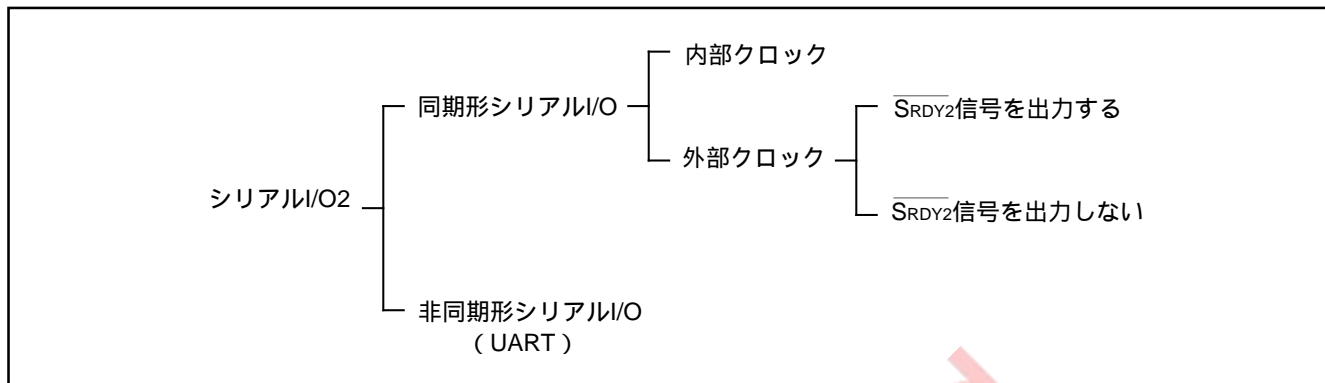 内部クロック
同期形シリアルI/O
SRDY2信号を出力する
外部クロック
シリアルI/O2
SRDY2信号を出力しない
非同期形シリアルI/O
(UART)